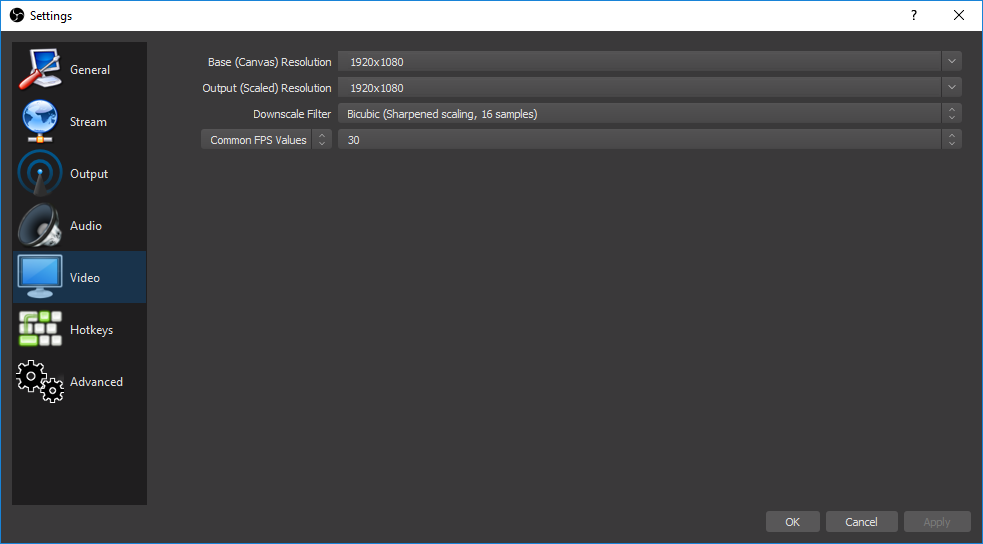 Settings
?
General
Stream
Output
Audio
Video
Hotkeys
Advanced
Base (Canvas) Resolution 1920x1080
Output (Scaled) Resolution 1920x1080
Downscale Filter Bicubic (Sharpened scaling, 16 samples)
Common FPS Values 30
OK Cancel Apply